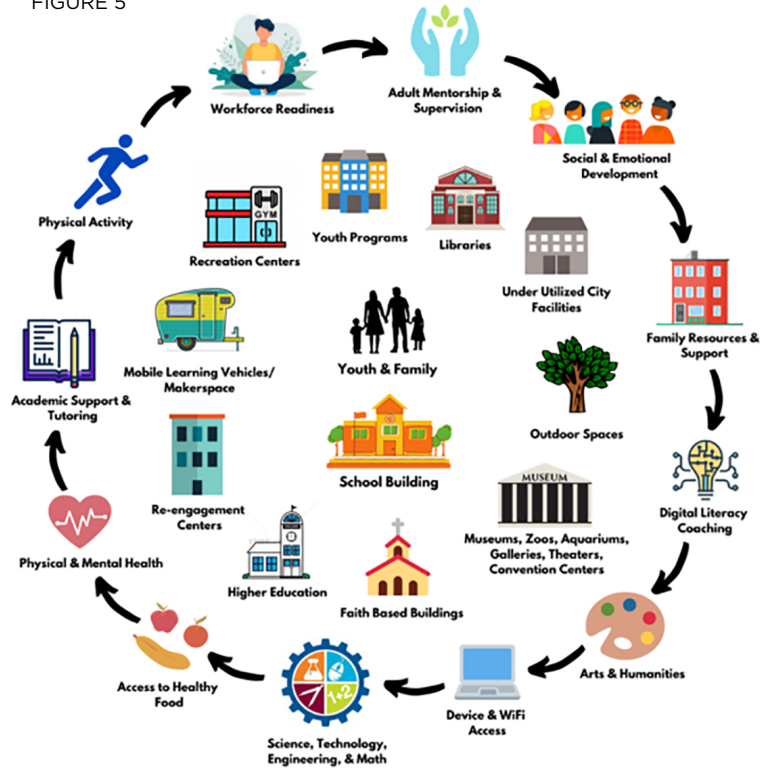 FIGURE 5
Workforce Readiness
Adult Mentorship &
Supervision
Social & Emotional
Development
Physical Activity
GYM
Recreation Centers
Youth Programs
Libraries
Under Utilized City
Facilities
Family Resources &
Support
Mobile Learning Vehicles/
Makerspace
Youth & Family
Academic Support &
Tutoring
Outdoor Spaces
School Building
Re-engagement
Centers
MUSEUM
Museums, Zoos, Aquariums,
Galleries, Theaters,
Convention Centers
Digital Literacy
Coaching
Physical & Mental Health
Higher Education
Faith Based Buildings
Arts & Humanities
Access to Healthy
Food
1+2
Device & WiFi
Access
Science, Technology,
Engineering, & Math